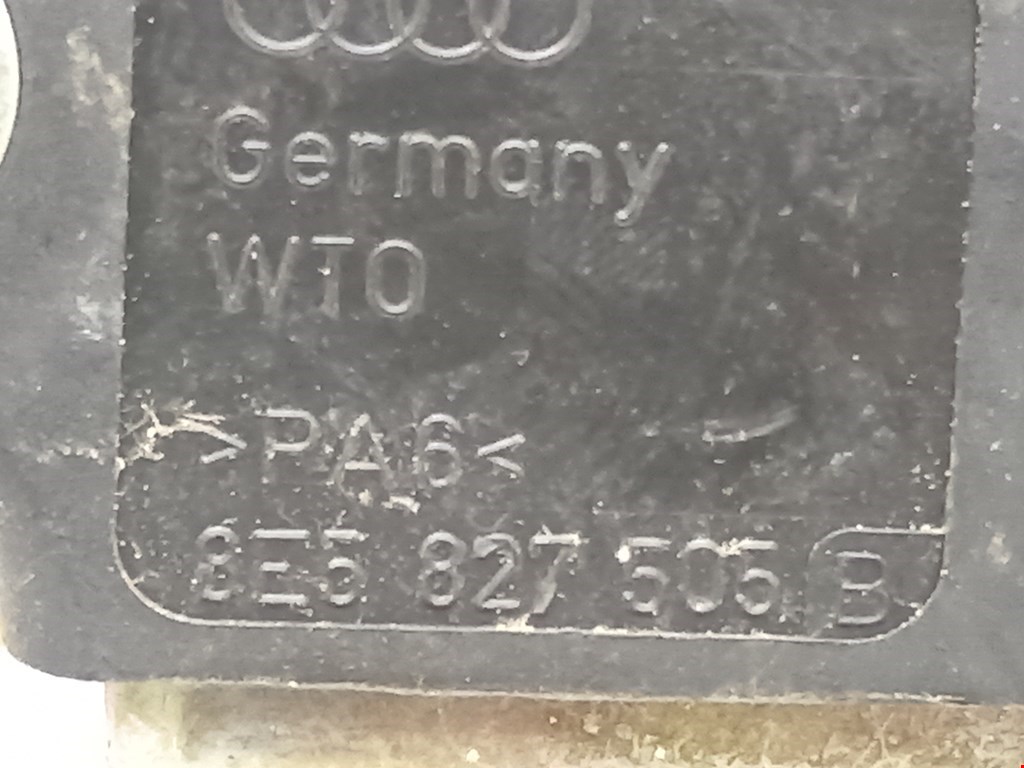 Germany
WTO
>PA6<
8E5 827 505 B